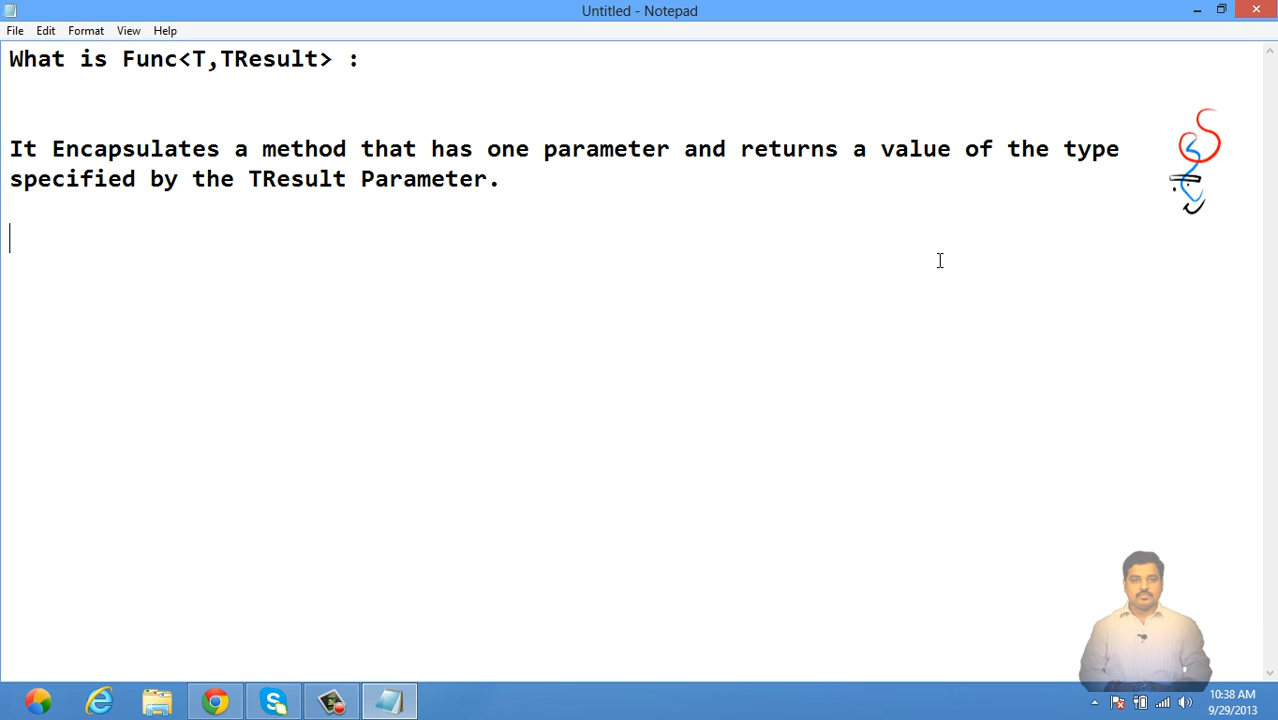 Untitled - Notepad
File Edit Format View Help
What is Func<T,TResult> :
It Encapsulates a method that has one parameter and returns a value of the type
specified by the TResult Parameter.
10:38 AM
9/29/2013